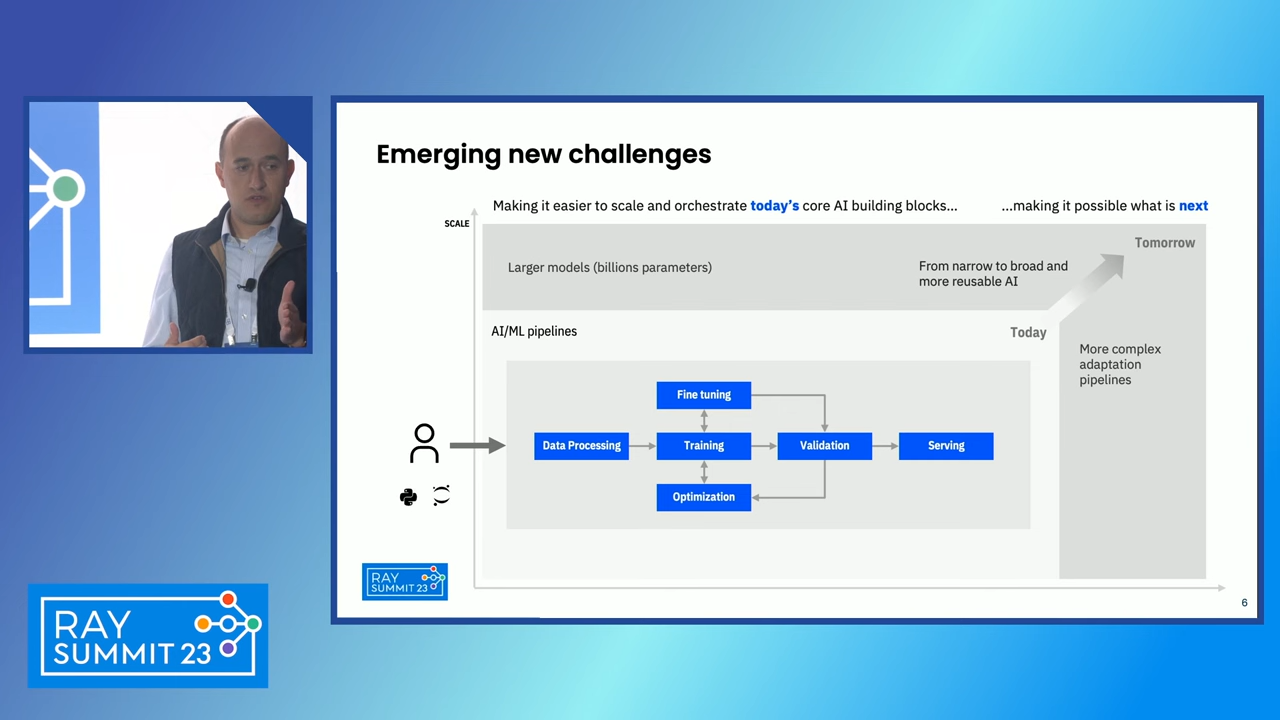 Emerging new challenges
Making it easier to scale and orchestrate today's core AI building blocks...
...making it possible what is next
SCALE
Tomorrow
Larger models (billions parameters)
From narrow to broad and
more reusable AI
AI/ML pipelines
Today
More complex
adaptation
pipelines
Fine tuning
Data Processing
Training
Validation
Serving
Optimization
RAY
SUMMIT 23
6
RAY
SUMMIT 23